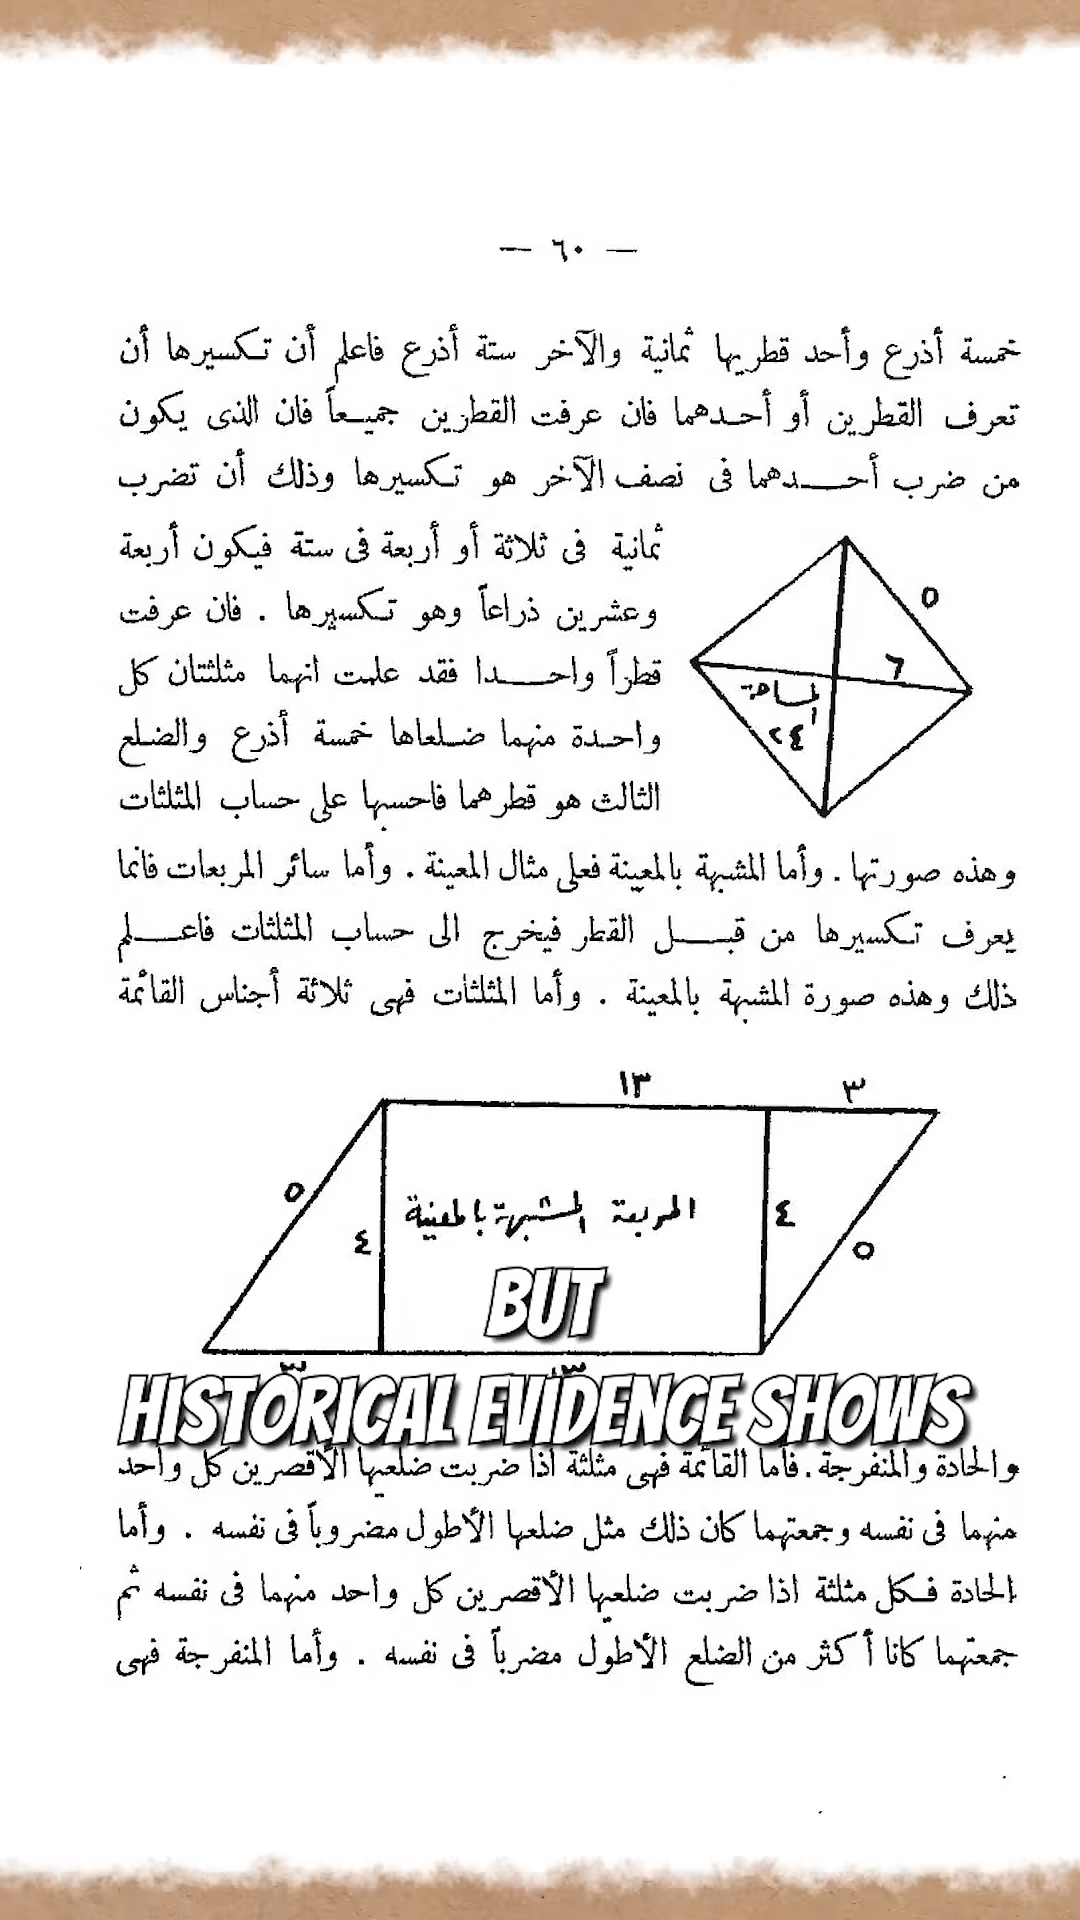 — ٦٠ —
خمسة أذرع وأحد قطريها ثمانية والآخر ستة أذرع فاعلم أن تكسيرها أن
تعرف القطرين أو أحدهما فان عرفت القطرين جميعاً فان الذى يكون
من ضرب أحدهما فى نصف الآخر هو تكسيرها وذلك أن تضرب
ثمانية فى ثلاثة أو أربعة فى ستة فيكون أربعة
وعشرين ذراعاً وهو تكسيرها . فان عرفت
قطراً واحدا فقد علمت انهما مثلثتان كل
واحدة منهما ضلعاها خمسة أذرع والضلع
الثالث هو قطرهما فاحسبها على حساب المثلثات
٥
٦
المساحة
٢٤
وهذه صورتها . وأما المشبهة بالمعينة فعلى مثال المعينة . وأما سائر المربعات فانما
يعرف تكسيرها من قبل القطر فيخرج الى حساب المثلثات فاعلم
ذلك وهذه صورة المشبهة بالمعينة . وأما المثلثات فهى ثلاثة أجناس القائمة
١٣
٣
٥
٤
المربعة المشبهة بالمعينة
٤
٥
BUT
HISTORICAL EVIDENCE SHOWS
والحادة والمنفرجة . فأما القائمة فهى مثلثة اذا ضربت ضلعيها الأقصرين كل واحد
منهما فى نفسه وجمعتهما كان ذلك مثل ضلعها الأطول مضروباً فى نفسه . وأما
الحادة فكل مثلثة اذا ضربت ضلعيها الأقصرين كل واحد منهما فى نفسه ثم
جمعتهما كانا أكثر من الضلع الأطول مضرباً فى نفسه . وأما المنفرجة فهى